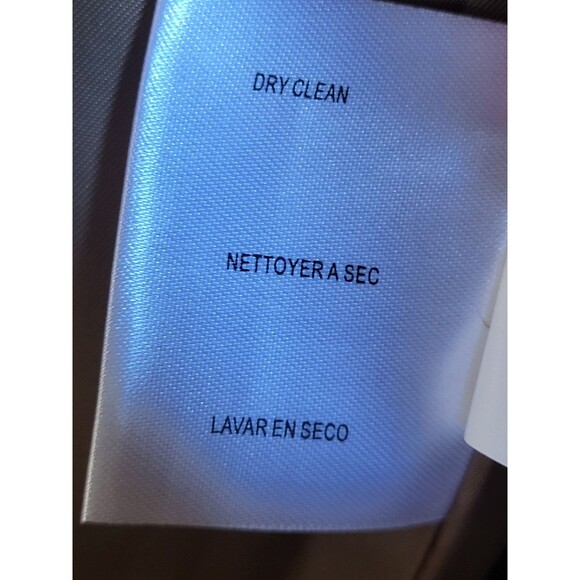 DRY CLEAN
NETTOYER A SEC
LAVAR EN SECO